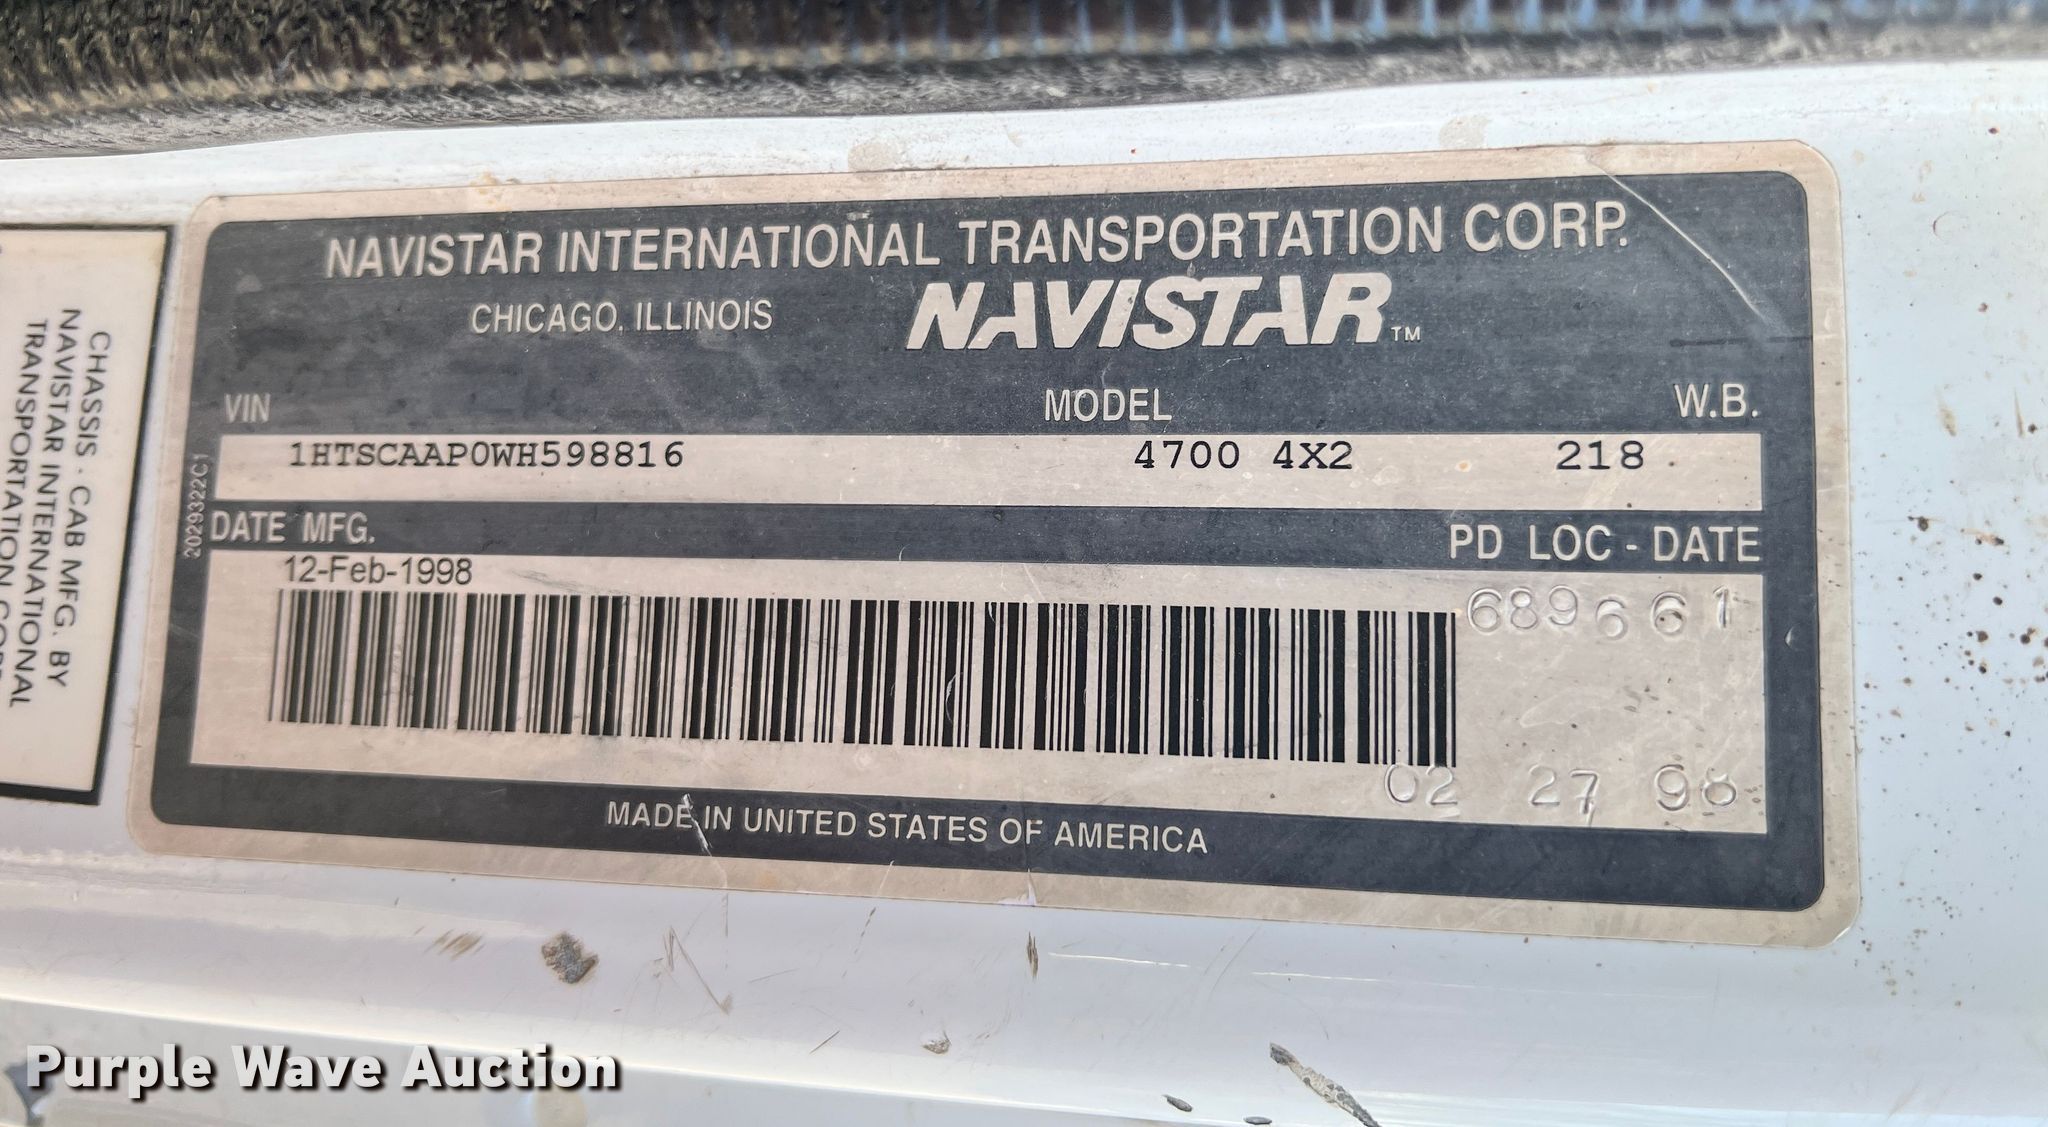 NAVISTAR INTERNATIONAL TRANSPORTATION CORP.
CHICAGO, ILLINOIS NAVISTAR™
VIN MODEL W.B.
1HTSCAAP0WH598816 4700 4X2 218
2029322C1
DATE MFG. PD LOC - DATE
12-Feb-1998
689661
02 27 98
MADE IN UNITED STATES OF AMERICA
CHASSIS - CAB MFG. BY
NAVISTAR INTERNATIONAL
TRANSPORTATION CORP.
Purple Wave Auction